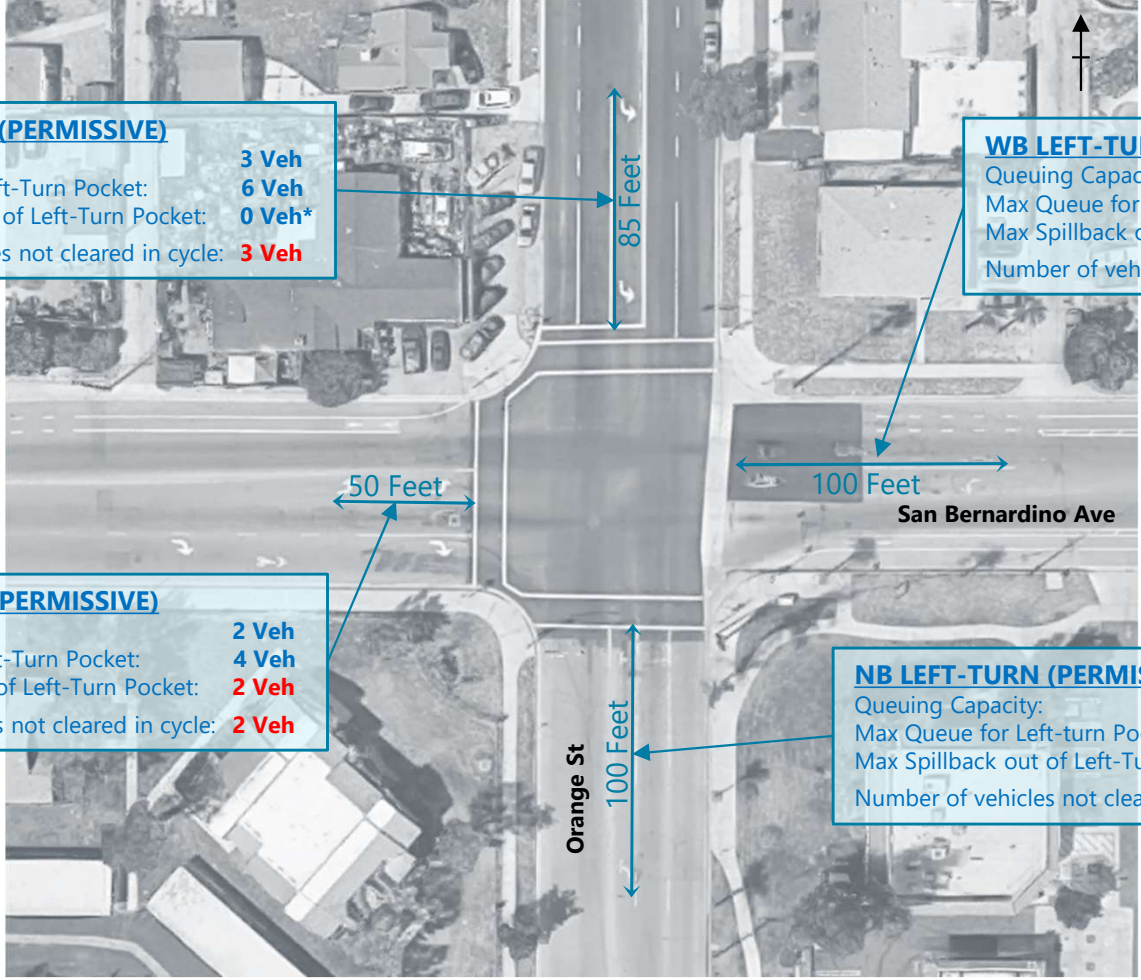 (PERMISSIVE)
3 Veh
ft-Turn Pocket: 6 Veh
of Left-Turn Pocket: 0 Veh*
es not cleared in cycle: 3 Veh
85 Feet
WB LEFT-TU
Queuing Capac
Max Queue for
Max Spillback o
Number of veh
50 Feet
100 Feet
San Bernardino Ave
PERMISSIVE)
2 Veh
t-Turn Pocket: 4 Veh
of Left-Turn Pocket: 2 Veh
s not cleared in cycle: 2 Veh
Orange St
100 Feet
NB LEFT-TURN (PERMIS
Queuing Capacity:
Max Queue for Left-turn Po
Max Spillback out of Left-Tu
Number of vehicles not clea